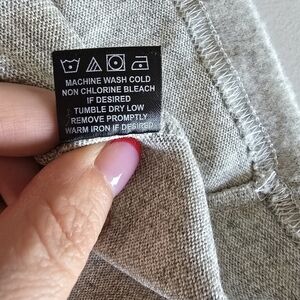 MACHINE WASH COLD
NON CHLORINE BLEACH
IF DESIRED
TUMBLE DRY LOW
REMOVE PROMPTLY
WARM IRON IF DESIRED